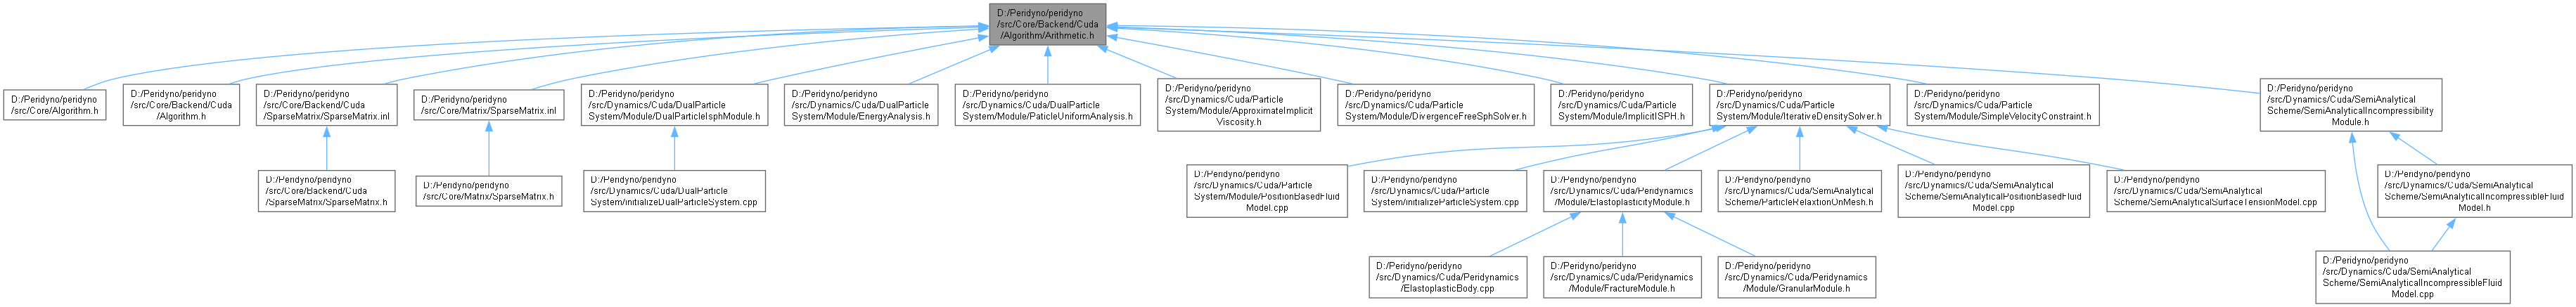 D:/Peridyno/peridyno
/src/Core/Backend/Cuda
/Algorithm/Arithmetic.h
D:/Peridyno/peridyno
/src/Core/Algorithm.h
D:/Peridyno/peridyno
/src/Core/Backend/Cuda
/Algorithm.h
D:/Peridyno/peridyno
/src/Core/Backend/Cuda
/SparseMatrix/SparseMatrix.inl
D:/Peridyno/peridyno
/src/Core/Matrix/SparseMatrix.inl
D:/Peridyno/peridyno
/src/Dynamics/Cuda/DualParticle
System/Module/DualParticleIsphModule.h
D:/Peridyno/peridyno
/src/Dynamics/Cuda/DualParticle
System/Module/EnergyAnalysis.h
D:/Peridyno/peridyno
/src/Dynamics/Cuda/DualParticle
System/Module/PaticleUniformAnalysis.h
D:/Peridyno/peridyno
/src/Dynamics/Cuda/Particle
System/Module/ApproximateImplicit
Viscosity.h
D:/Peridyno/peridyno
/src/Dynamics/Cuda/Particle
System/Module/DivergenceFreeSphSolver.h
D:/Peridyno/peridyno
/src/Dynamics/Cuda/Particle
System/Module/ImplicitISPH.h
D:/Peridyno/peridyno
/src/Dynamics/Cuda/Particle
System/Module/IterativeDensitySolver.h
D:/Peridyno/peridyno
/src/Dynamics/Cuda/Particle
System/Module/SimpleVelocityConstraint.h
D:/Peridyno/peridyno
/src/Dynamics/Cuda/SemiAnalytical
Scheme/SemiAnalyticalIncompressibility
Module.h
D:/Peridyno/peridyno
/src/Core/Backend/Cuda
/SparseMatrix/SparseMatrix.h
D:/Peridyno/peridyno
/src/Core/Matrix/SparseMatrix.h
D:/Peridyno/peridyno
/src/Dynamics/Cuda/DualParticle
System/initializeDualParticleSystem.cpp
D:/Peridyno/peridyno
/src/Dynamics/Cuda/Particle
System/Module/PositionBasedFluid
Model.cpp
D:/Peridyno/peridyno
/src/Dynamics/Cuda/Particle
System/initializeParticleSystem.cpp
D:/Peridyno/peridyno
/src/Dynamics/Cuda/Peridynamics
/Module/ElastoplasticityModule.h
D:/Peridyno/peridyno
/src/Dynamics/Cuda/SemiAnalytical
Scheme/ParticleRelaxtionOnMesh.h
D:/Peridyno/peridyno
/src/Dynamics/Cuda/SemiAnalytical
Scheme/SemiAnalyticalPositionBasedFluid
Model.cpp
D:/Peridyno/peridyno
/src/Dynamics/Cuda/SemiAnalytical
Scheme/SemiAnalyticalSurfaceTensionModel.cpp
D:/Peridyno/peridyno
/src/Dynamics/Cuda/SemiAnalytical
Scheme/SemiAnalyticalIncompressibleFluid
Model.h
D:/Peridyno/peridyno
/src/Dynamics/Cuda/Peridynamics
/ElastoplasticBody.cpp
D:/Peridyno/peridyno
/src/Dynamics/Cuda/Peridynamics
/Module/FractureModule.h
D:/Peridyno/peridyno
/src/Dynamics/Cuda/Peridynamics
/Module/GranularModule.h
D:/Peridyno/peridyno
/src/Dynamics/Cuda/SemiAnalytical
Scheme/SemiAnalyticalIncompressibleFluid
Model.cpp